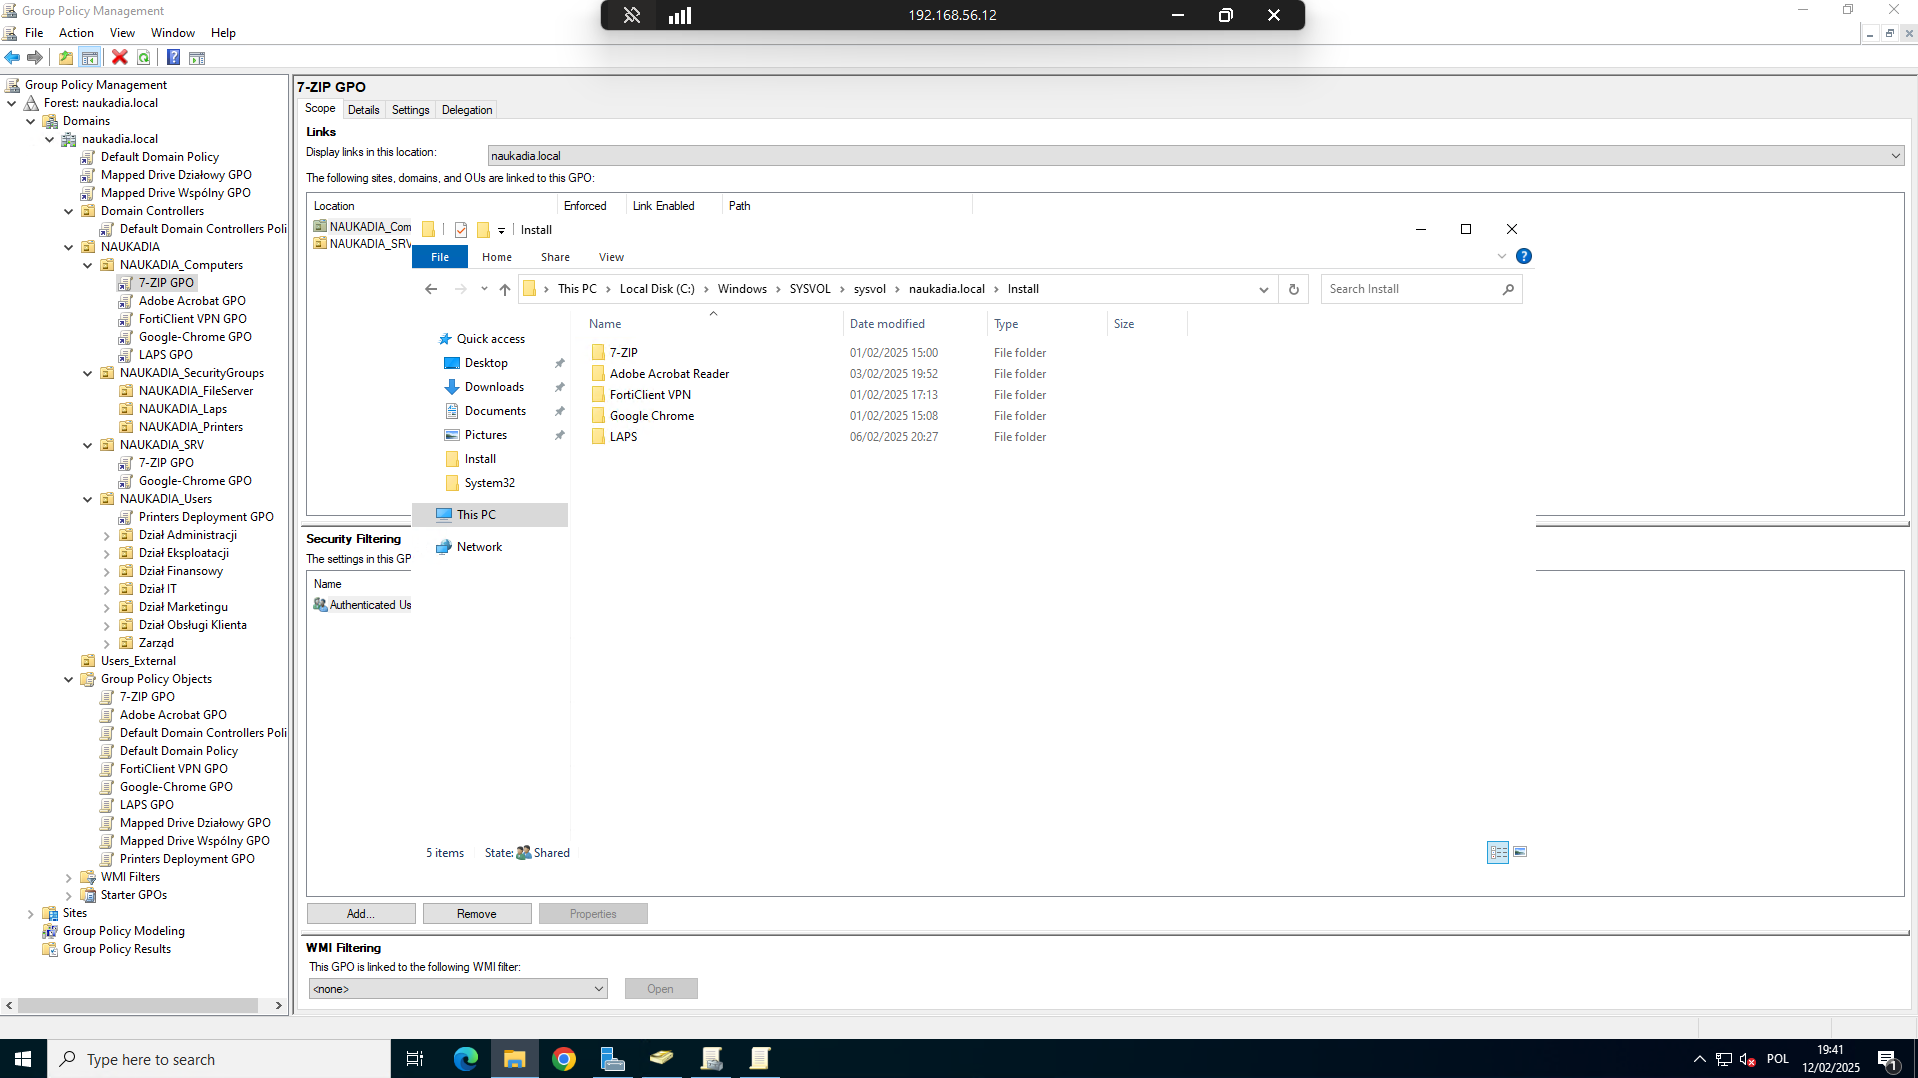 Group Policy Management
192.168.56.12
File Action View Window Help
Group Policy Management
Forest: naukadia.local
Domains
naukadia.local
Default Domain Policy
Mapped Drive Działowy GPO
Mapped Drive Wspólny GPO
Domain Controllers
Default Domain Controllers Poli
NAUKADIA
NAUKADIA_Computers
7-ZIP GPO
Adobe Acrobat GPO
FortiClient VPN GPO
Google-Chrome GPO
LAPS GPO
NAUKADIA_SecurityGroups
NAUKADIA_FileServer
NAUKADIA_Laps
NAUKADIA_Printers
NAUKADIA_SRV
7-ZIP GPO
Google-Chrome GPO
NAUKADIA_Users
Printers Deployment GPO
Dział Administracji
Dział Eksploatacji
Dział Finansowy
Dział IT
Dział Marketingu
Dział Obsługi Klienta
Zarząd
Users_External
Group Policy Objects
7-ZIP GPO
Adobe Acrobat GPO
Default Domain Controllers Poli
Default Domain Policy
FortiClient VPN GPO
Google-Chrome GPO
LAPS GPO
Mapped Drive Działowy GPO
Mapped Drive Wspólny GPO
Printers Deployment GPO
WMI Filters
Starter GPOs
Sites
Group Policy Modeling
Group Policy Results
7-ZIP GPO
Scope Details Settings Delegation
Links
Display links in this location: naukadia.local
The following sites, domains, and OUs are linked to this GPO:
Location Enforced Link Enabled Path
NAUKADIA_Com
NAUKADIA_SRV
Install
File Home Share View
This PC Local Disk (C:) Windows SYSVOL sysvol naukadia.local Install
Search Install
Quick access
Desktop
Downloads
Documents
Pictures
Install
System32
This PC
Network
Name Date modified Type Size
7-ZIP 01/02/2025 15:00 File folder
Adobe Acrobat Reader 03/02/2025 19:52 File folder
FortiClient VPN 01/02/2025 17:13 File folder
Google Chrome 01/02/2025 15:08 File folder
LAPS 06/02/2025 20:27 File folder
5 items State: Shared
Security Filtering
The settings in this GP
Name
Authenticated Us
Add... Remove Properties
WMI Filtering
This GPO is linked to the following WMI filter:
<none> Open
Type here to search
POL
19:41
12/02/2025
1